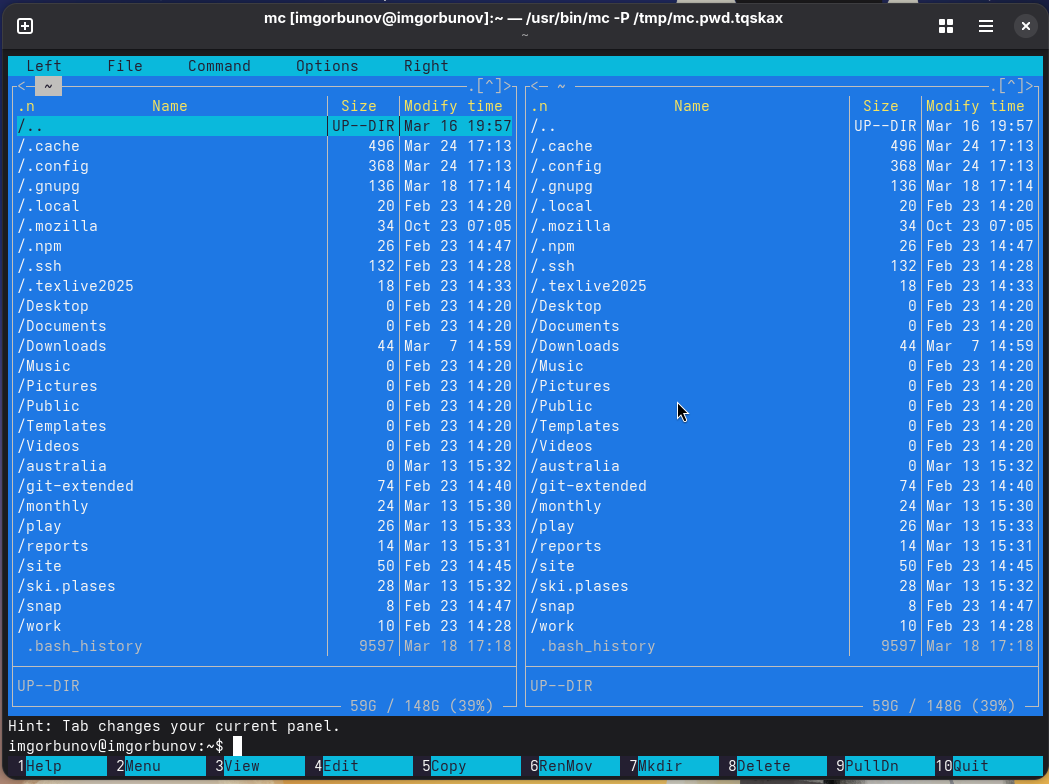 mc [imgorbunov@imgorbunov]:~ — /usr/bin/mc -P /tmp/mc.pwd.tqskax
~
Left File Command Options Right
<─ ~ ─.[^]> <─ ~ ─.[^]>
.n Name Size Modify time .n Name Size Modify time
/.. UP--DIR Mar 16 19:57 /.. UP--DIR Mar 16 19:57
/.cache 496 Mar 24 17:13 /.cache 496 Mar 24 17:13
/.config 368 Mar 24 17:13 /.config 368 Mar 24 17:13
/.gnupg 136 Mar 18 17:14 /.gnupg 136 Mar 18 17:14
/.local 20 Feb 23 14:20 /.local 20 Feb 23 14:20
/.mozilla 34 Oct 23 07:05 /.mozilla 34 Oct 23 07:05
/.npm 26 Feb 23 14:47 /.npm 26 Feb 23 14:47
/.ssh 132 Feb 23 14:28 /.ssh 132 Feb 23 14:28
/.texlive2025 18 Feb 23 14:33 /.texlive2025 18 Feb 23 14:33
/Desktop 0 Feb 23 14:20 /Desktop 0 Feb 23 14:20
/Documents 0 Feb 23 14:20 /Documents 0 Feb 23 14:20
/Downloads 44 Mar 7 14:59 /Downloads 44 Mar 7 14:59
/Music 0 Feb 23 14:20 /Music 0 Feb 23 14:20
/Pictures 0 Feb 23 14:20 /Pictures 0 Feb 23 14:20
/Public 0 Feb 23 14:20 /Public 0 Feb 23 14:20
/Templates 0 Feb 23 14:20 /Templates 0 Feb 23 14:20
/Videos 0 Feb 23 14:20 /Videos 0 Feb 23 14:20
/australia 0 Mar 13 15:32 /australia 0 Mar 13 15:32
/git-extended 74 Feb 23 14:40 /git-extended 74 Feb 23 14:40
/monthly 24 Mar 13 15:30 /monthly 24 Mar 13 15:30
/play 26 Mar 13 15:33 /play 26 Mar 13 15:33
/reports 14 Mar 13 15:31 /reports 14 Mar 13 15:31
/site 50 Feb 23 14:45 /site 50 Feb 23 14:45
/ski.plases 28 Mar 13 15:32 /ski.plases 28 Mar 13 15:32
/snap 8 Feb 23 14:47 /snap 8 Feb 23 14:47
/work 10 Feb 23 14:28 /work 10 Feb 23 14:28
.bash_history 9597 Mar 18 17:18 .bash_history 9597 Mar 18 17:18
UP--DIR UP--DIR
59G / 148G (39%) 59G / 148G (39%)
Hint: Tab changes your current panel.
imgorbunov@imgorbunov:~$
1Help 2Menu 3View 4Edit 5Copy 6RenMov 7Mkdir 8Delete 9PullDn 10Quit